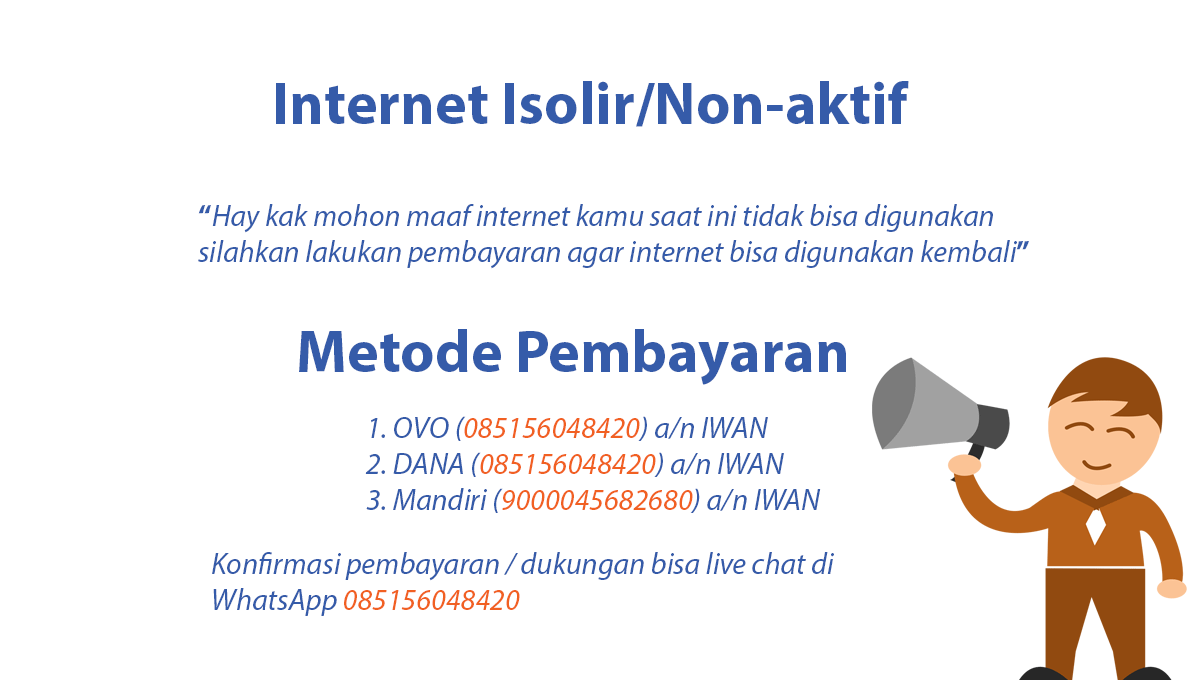 Internet Isolir/Non-aktif
“Hay kak mohon maaf internet kamu saat ini tidak bisa digunakan
silahkan lakukan pembayaran agar internet bisa digunakan kembali”
Metode Pembayaran
1. OVO (085156048420) a/n IWAN
2. DANA (085156048420) a/n IWAN
3. Mandiri (9000045682680) a/n IWAN
Konfirmasi pembayaran / dukungan bisa live chat di
WhatsApp 085156048420